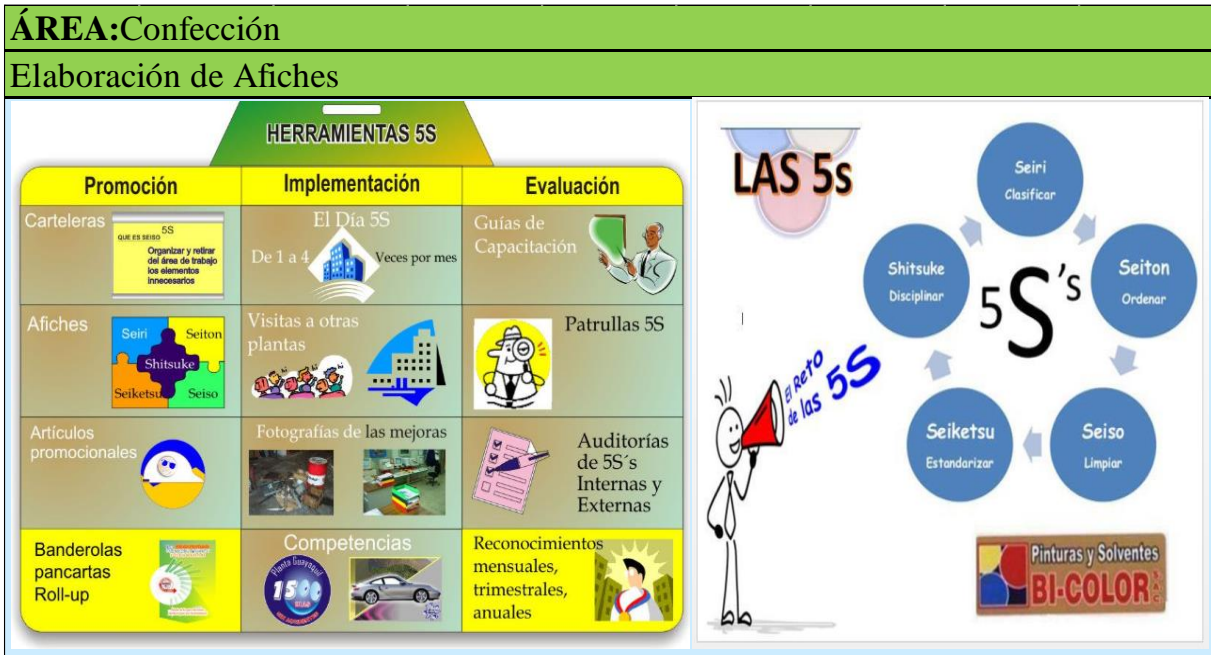 ÁREA:Confección
Elaboración de Afiches
HERRAMIENTAS 5S
Promoción
Implementación
Evaluación
Carteleras
5S
QUE ES SEISO
Organizar y retirar
del área de trabajo
los elementos
innecesarios
El Día 5S
De 1 a 4
Veces por mes
Guías de
Capacitación
Afiches
Seiri
Seiton
Shitsuke
Seiketsu
Seiso
Visitas a otras
plantas
Patrullas 5S
Artículos
promocionales
Fotografías de las mejoras
Auditorías
de 5S´s
Internas y
Externas
Banderolas
pancartas
Roll-up
Competencias
Planta Guayaquil
1500
DIAS
Reconocimientos
mensuales,
trimestrales,
anuales
LAS 5s
Seiri
Clasificar
Seiton
Ordenar
Seiso
Limpiar
Seiketsu
Estandarizar
Shitsuke
Disciplinar
5S's
El Reto
de las 5S
Pinturas y Solventes
BI-COLOR